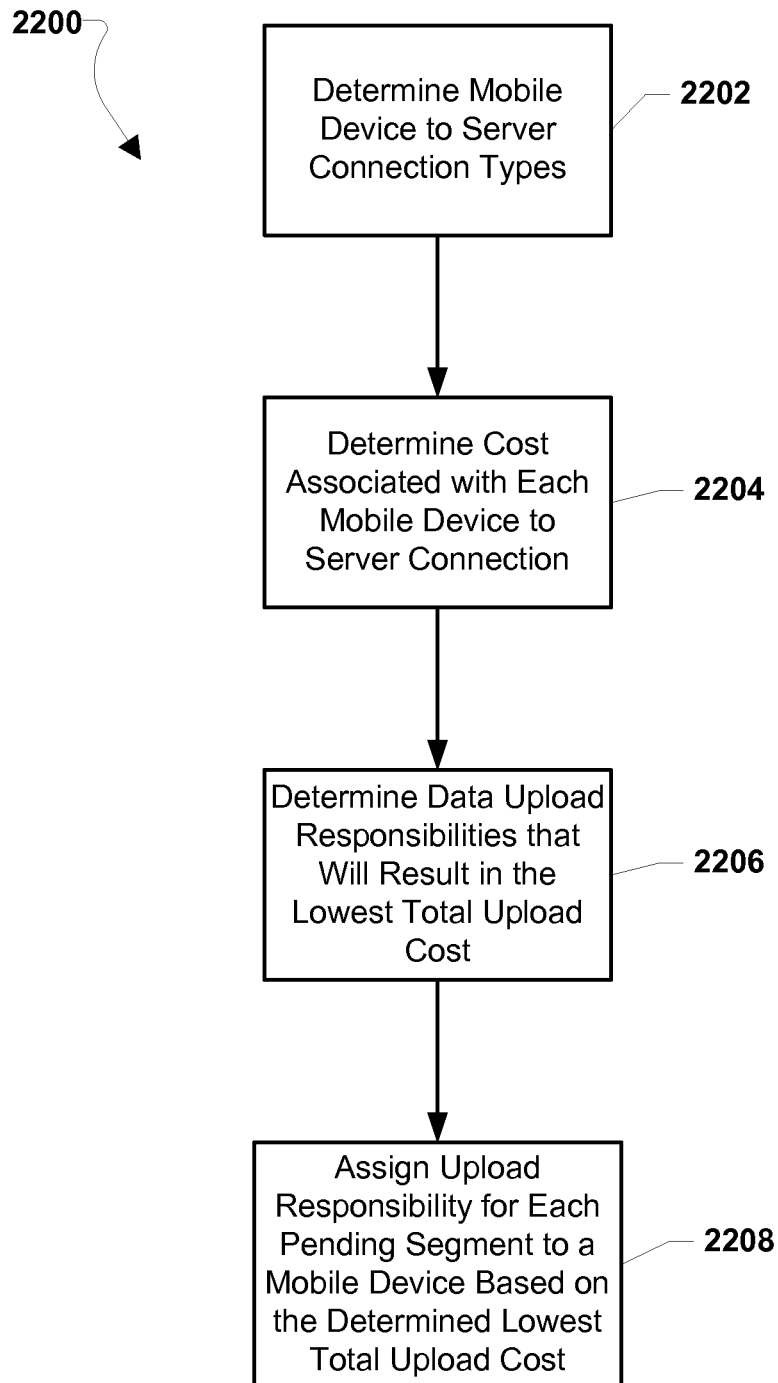 2200
Determine Mobile
Device to Server
Connection Types
2202
Determine Cost
Associated with Each
Mobile Device to
Server Connection
2204
Determine Data Upload
Responsibilities that
Will Result in the
Lowest Total Upload
Cost
2206
Assign Upload
Responsibility for Each
Pending Segment to a
Mobile Device Based on
the Determined Lowest
Total Upload Cost
2208